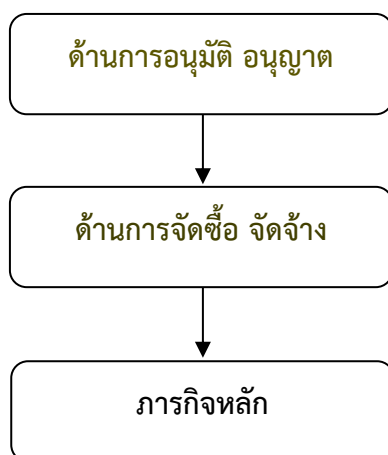 ด้านการอนุมัติ อนุญาต
ด้านการจัดซื้อ จัดจ้าง
ภารกิจหลัก